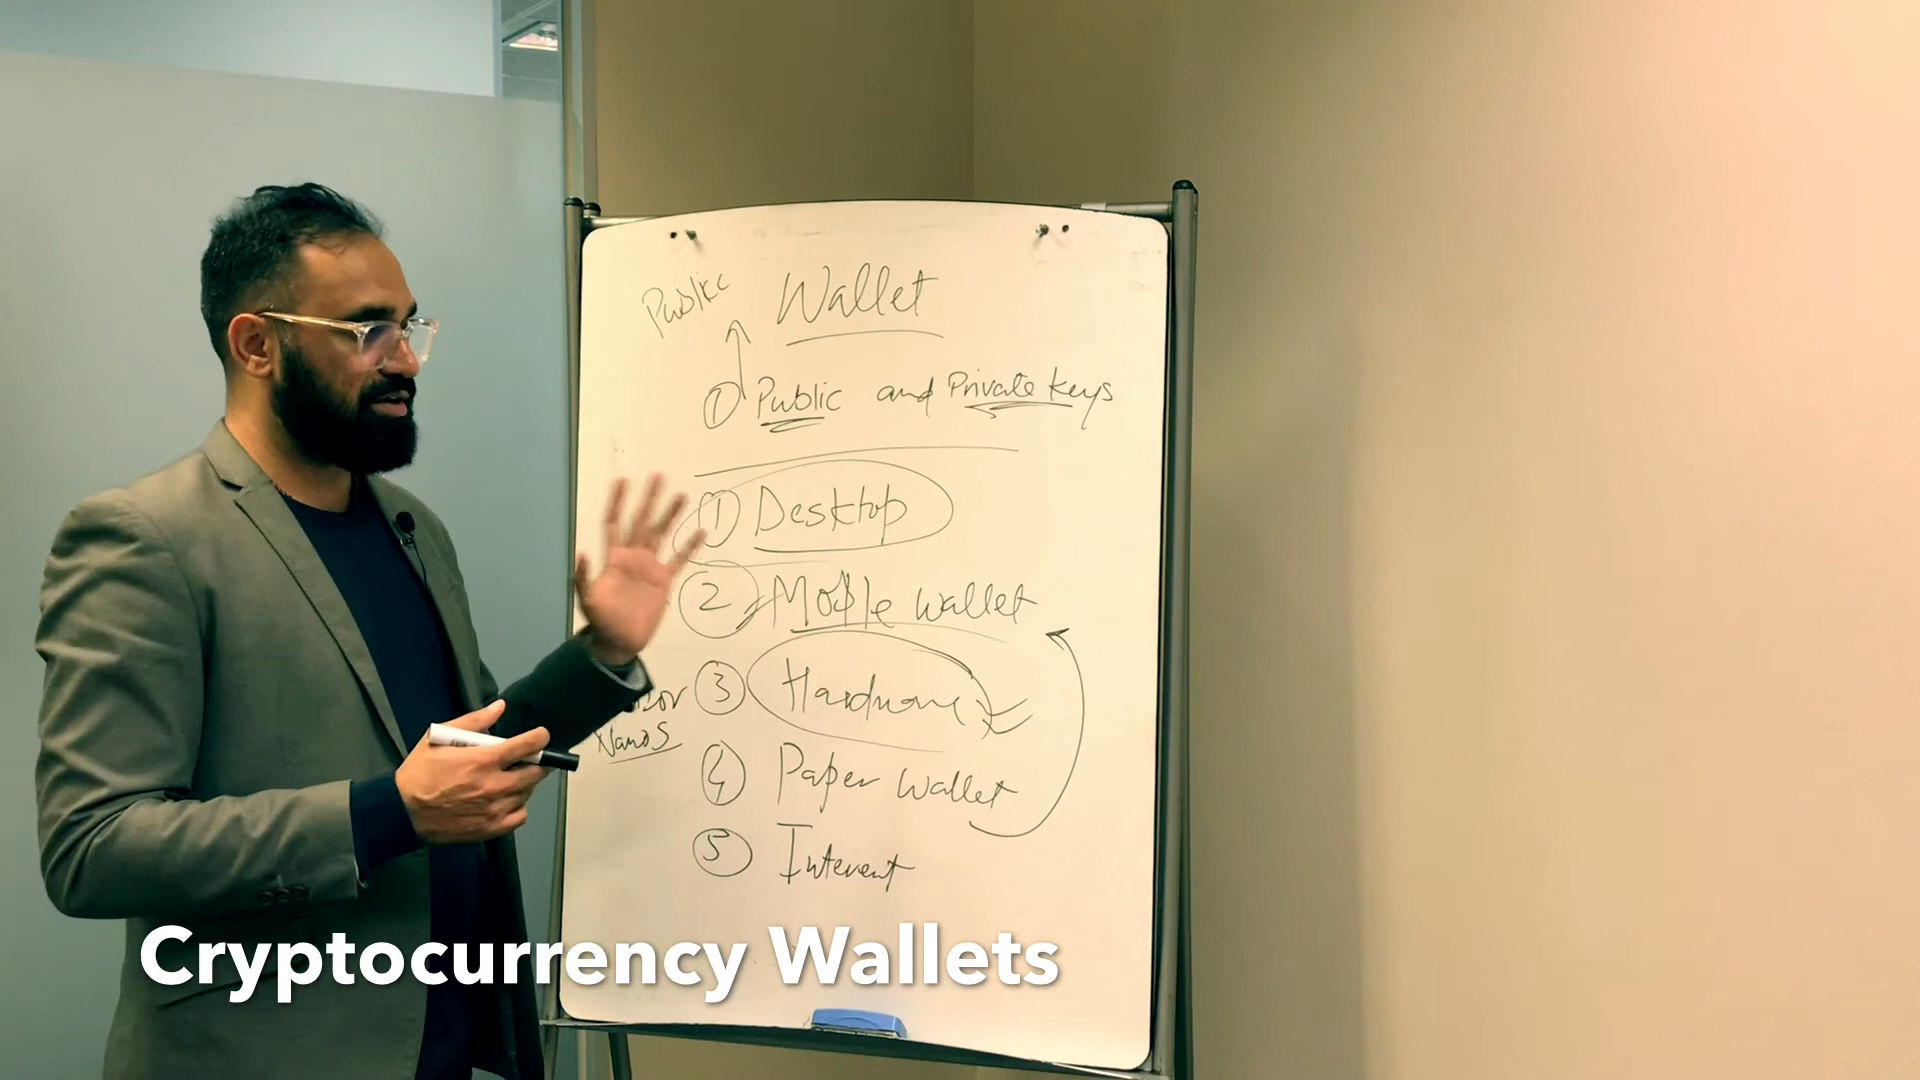 Public
Wallet
① Public and Private keys
① Desktop
② Mobile wallet
③ Hardware
Nano S
④ Paper wallet
⑤ Internet
Cryptocurrency Wallets